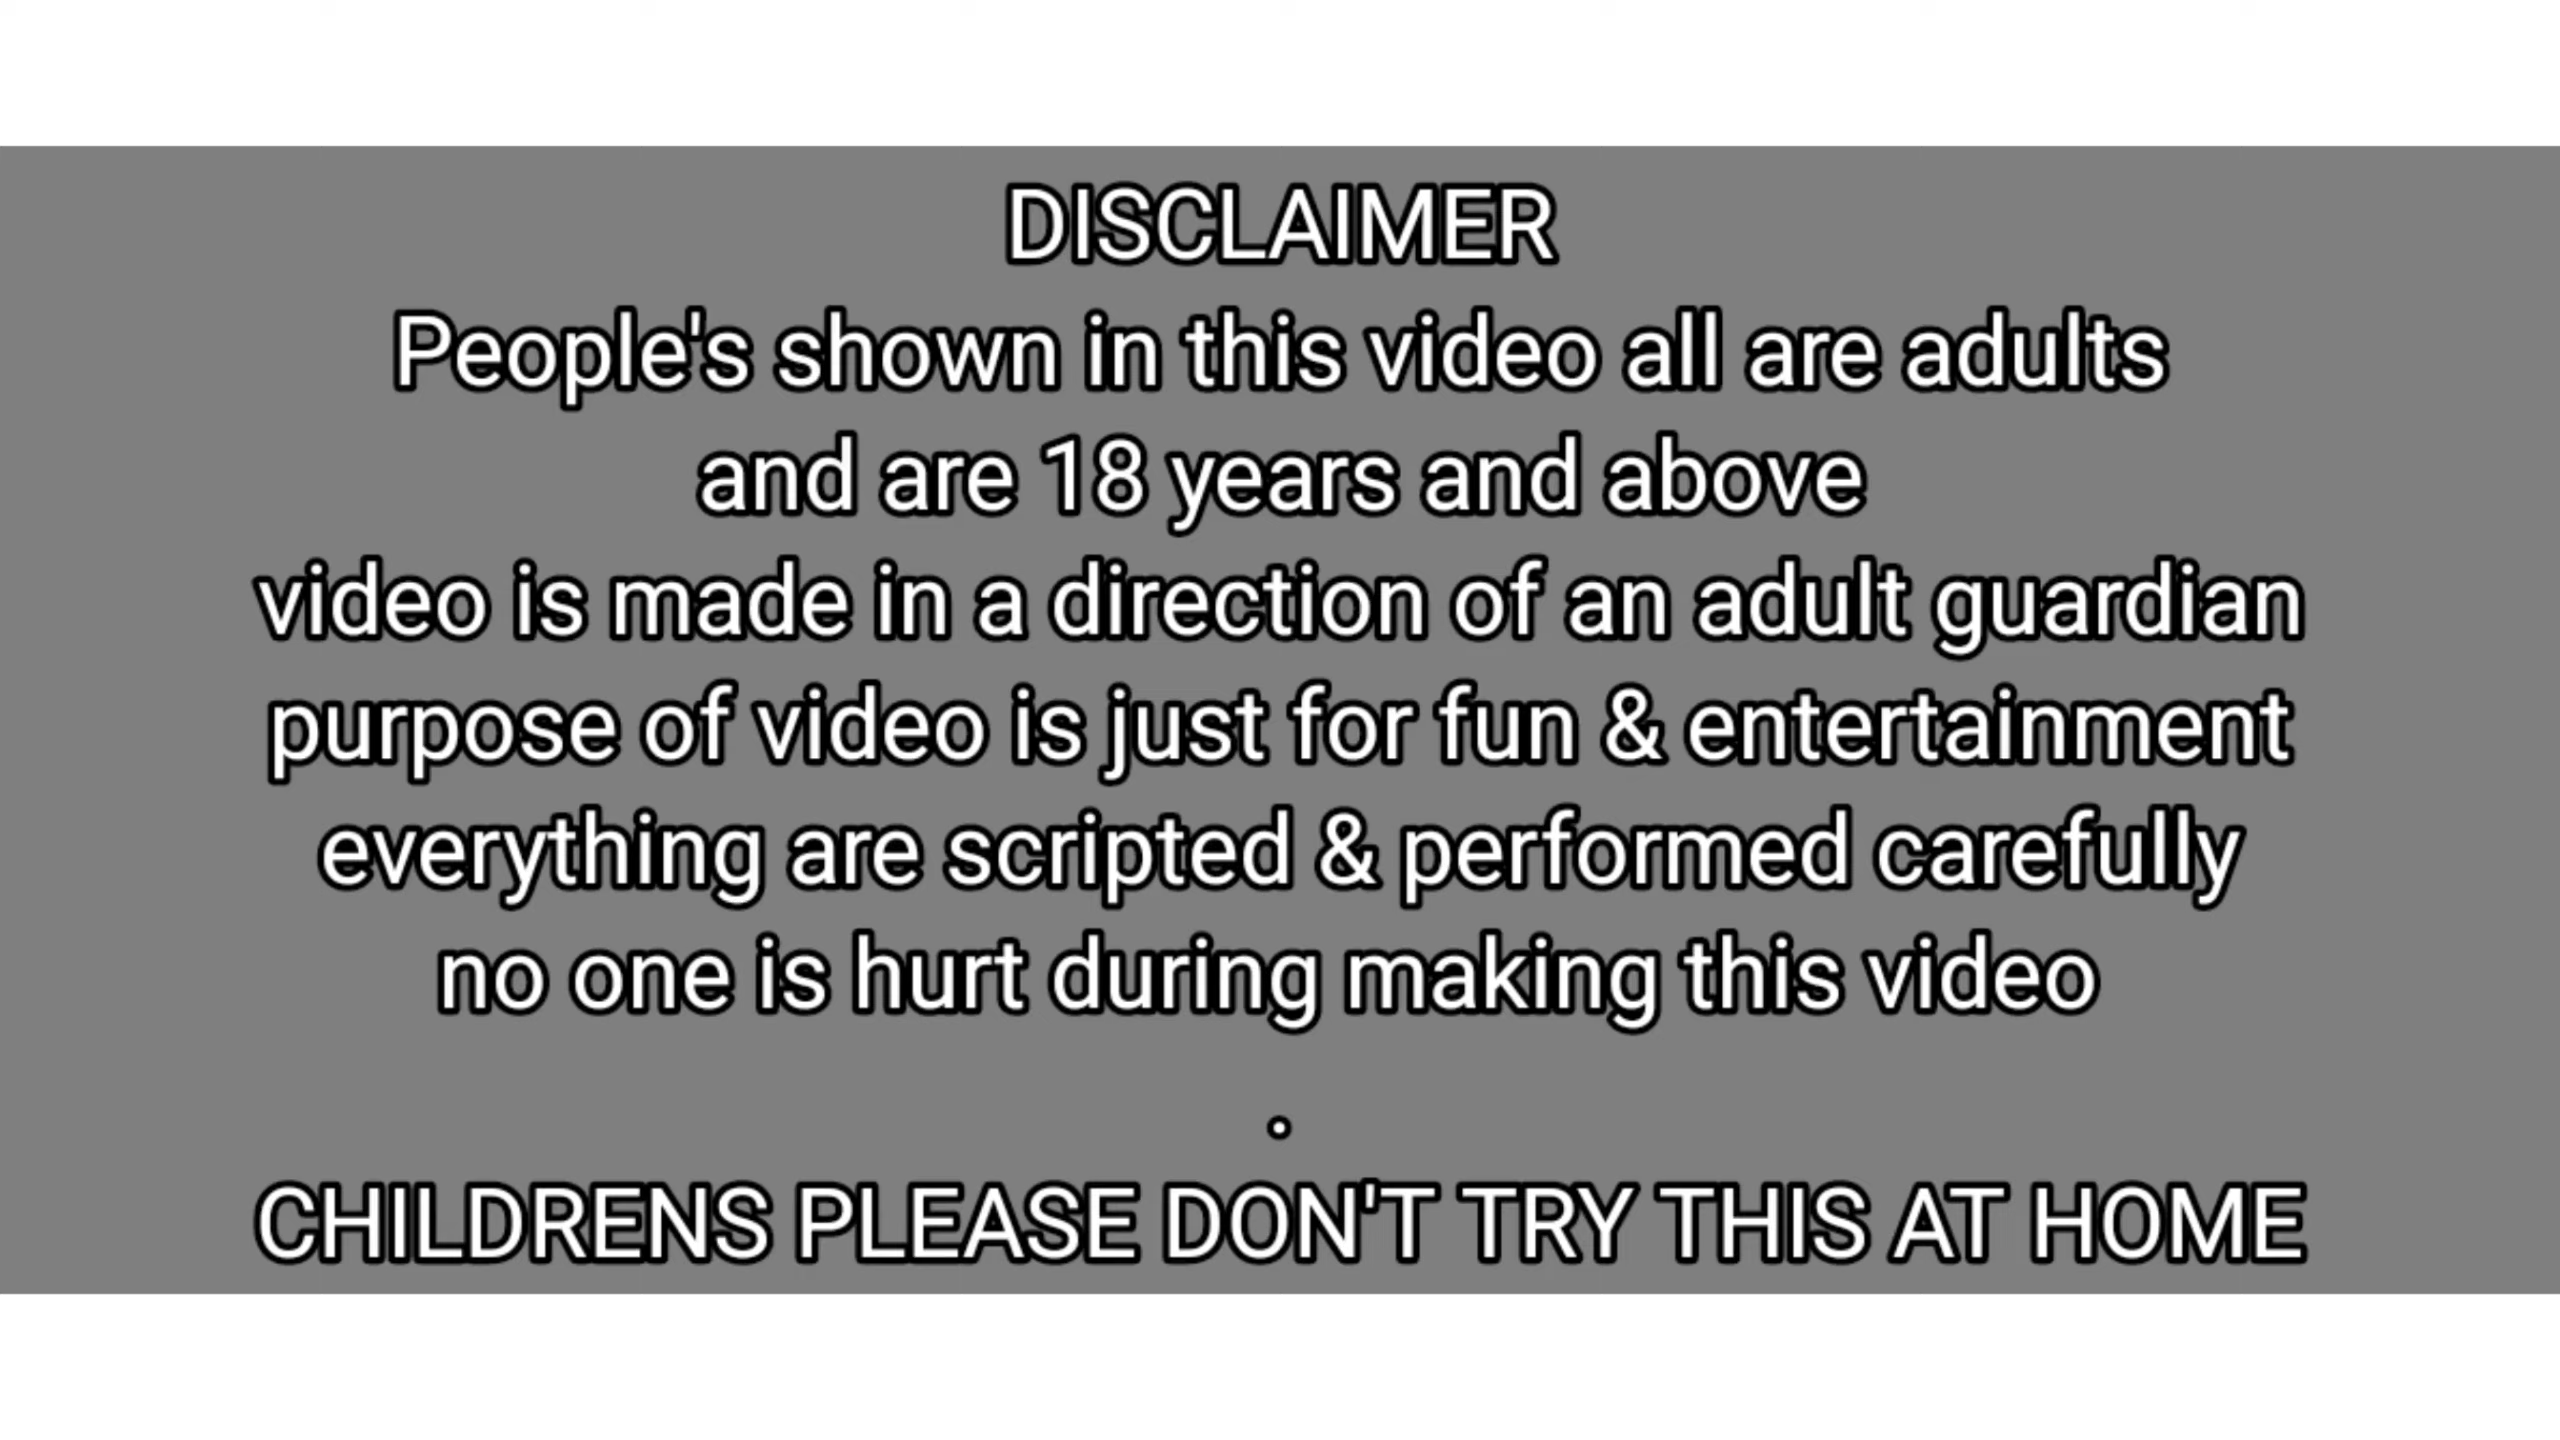 DISCLAIMER
People's shown in this video all are adults
and are 18 years and above
video is made in a direction of an adult guardian
purpose of video is just for fun & entertainment
everything are scripted & performed carefully
no one is hurt during making this video
.
CHILDRENS PLEASE DON'T TRY THIS AT HOME